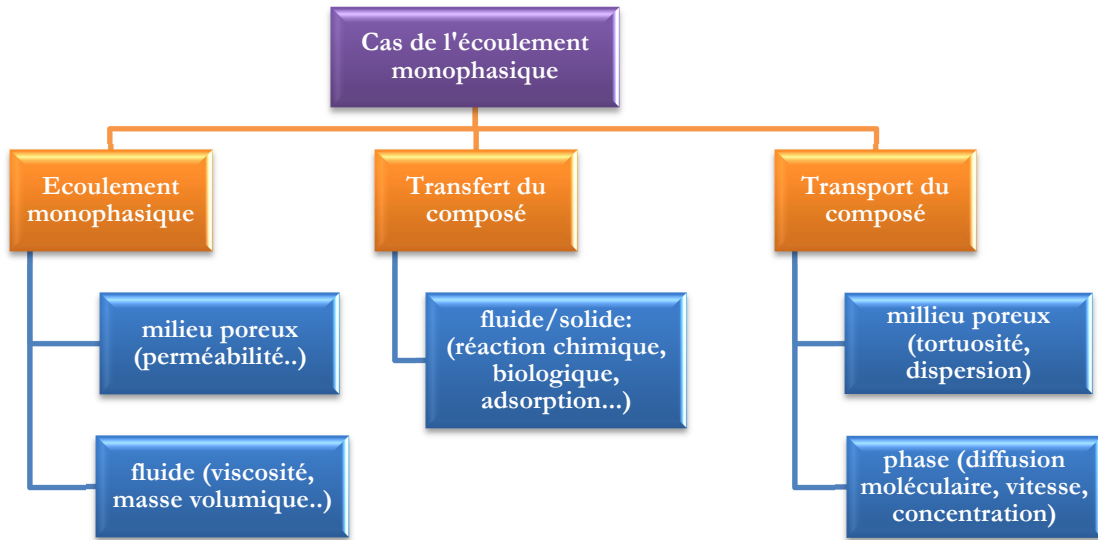 Cas de l'écoulement
monophasique
Ecoulement
monophasique
milieu poreux
(perméabilité..)
fluide (viscosité,
masse volumique..)
Transfert du
composé
fluide/solide:
(réaction chimique,
biologique,
adsorption...)
Transport du
composé
millieu poreux
(tortuosité,
dispersion)
phase (diffusion
moléculaire, vitesse,
concentration)